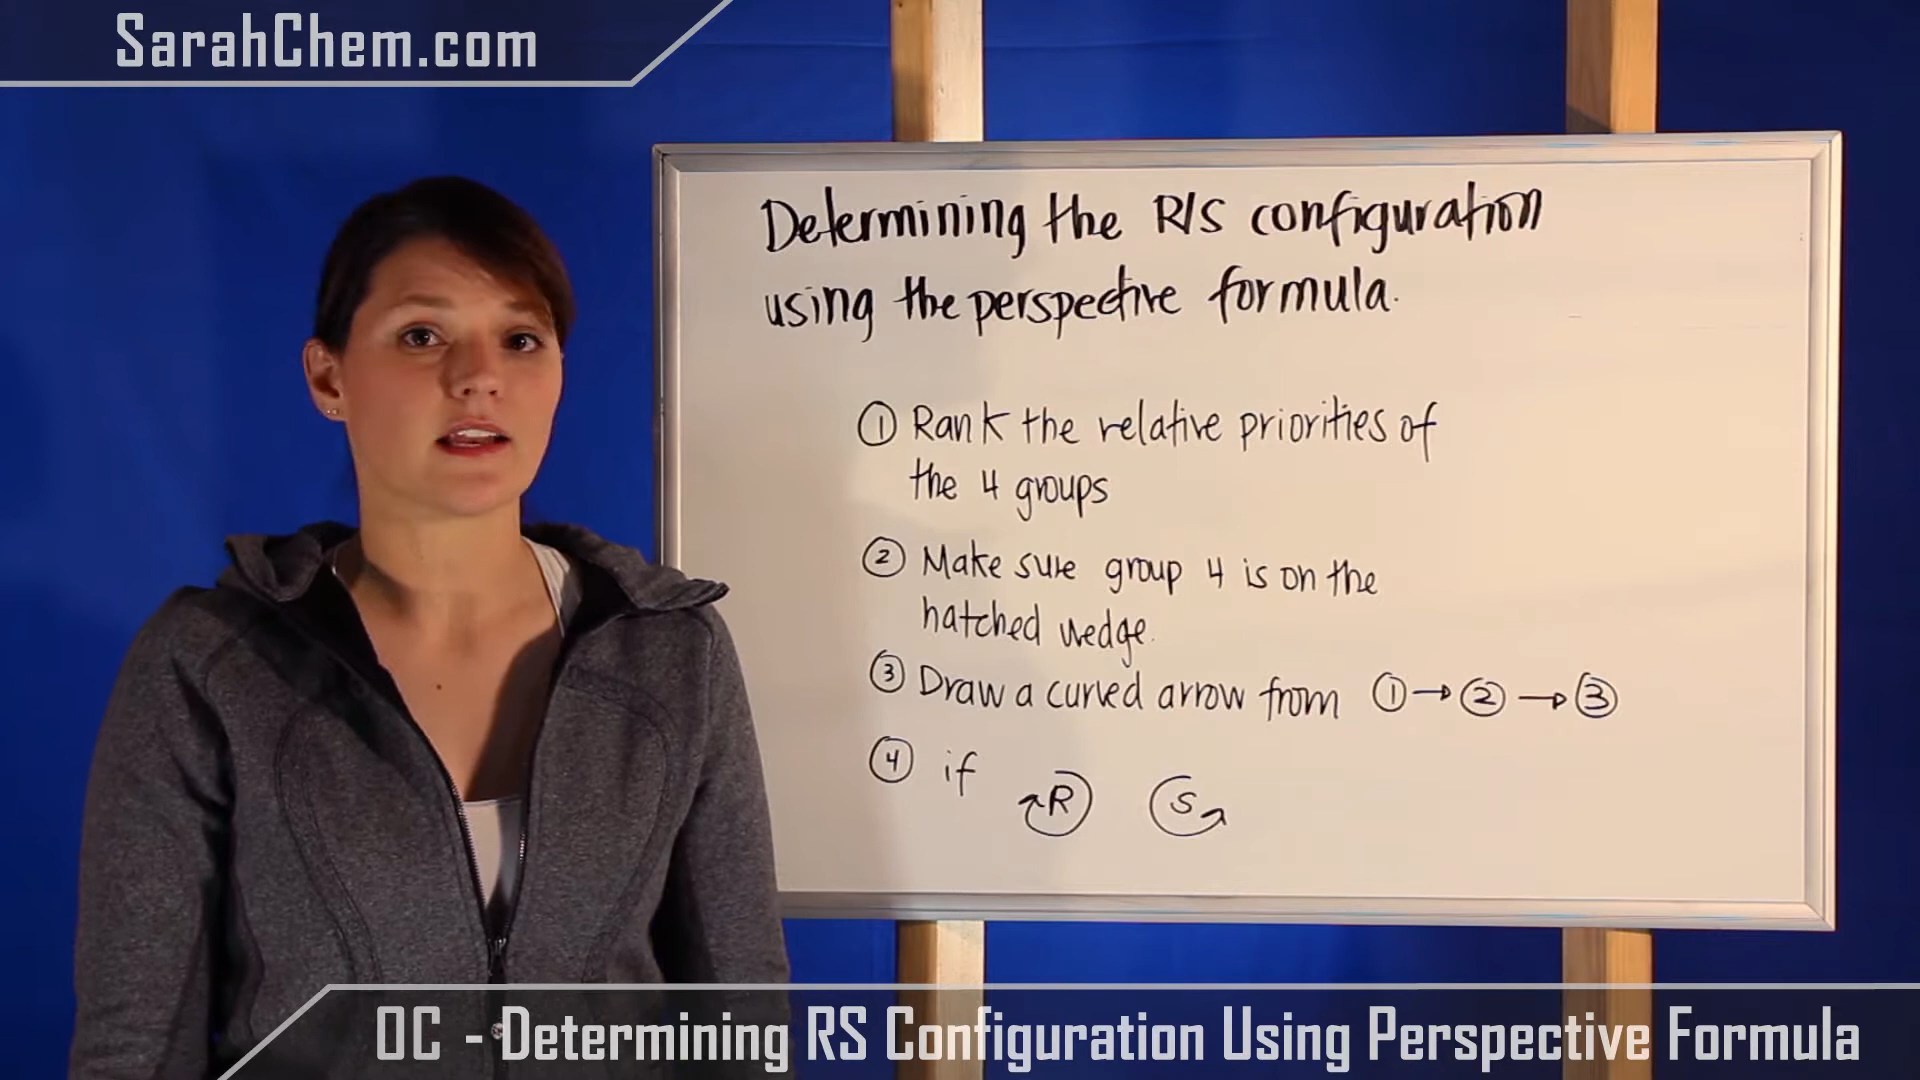 SarahChem.com
Determining the R/S configuration
using the perspective formula.
① Rank the relative priorities of
the 4 groups
② Make sure group 4 is on the
hatched wedge.
③ Draw a curved arrow from ① → ② → ③
④ if R S
OC - Determining RS Configuration Using Perspective Formula